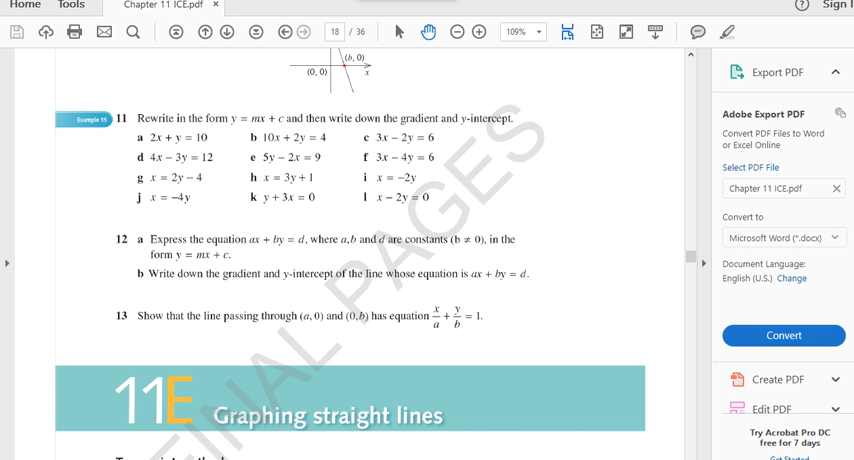 Home Tools Chapter 11 ICE.pdf × Sign I
18 / 36 109%
(b, 0)
(0, 0) x
Export PDF
Example 15 11 Rewrite in the form y = mx + c and then write down the gradient and y-intercept.
a 2x + y = 10 b 10x + 2y = 4 c 3x − 2y = 6
d 4x − 3y = 12 e 5y − 2x = 9 f 3x − 4y = 6
g x = 2y − 4 h x = 3y + 1 i x = −2y
j x = −4y k y + 3x = 0 l x − 2y = 0
12 a Express the equation ax + by = d, where a,b and d are constants (b ≠ 0), in the
form y = mx + c.
b Write down the gradient and y-intercept of the line whose equation is ax + by = d.
13 Show that the line passing through (a, 0) and (0, b) has equation x/a + y/b = 1.
11E Graphing straight lines
FINAL PAGES
Adobe Export PDF
Convert PDF Files to Word
or Excel Online
Select PDF File
Chapter 11 ICE.pdf ×
Convert to
Microsoft Word (*.docx)
Document Language:
English (U.S.) Change
Convert
Create PDF
Edit PDF
Try Acrobat Pro DC
free for 7 days
Get Started